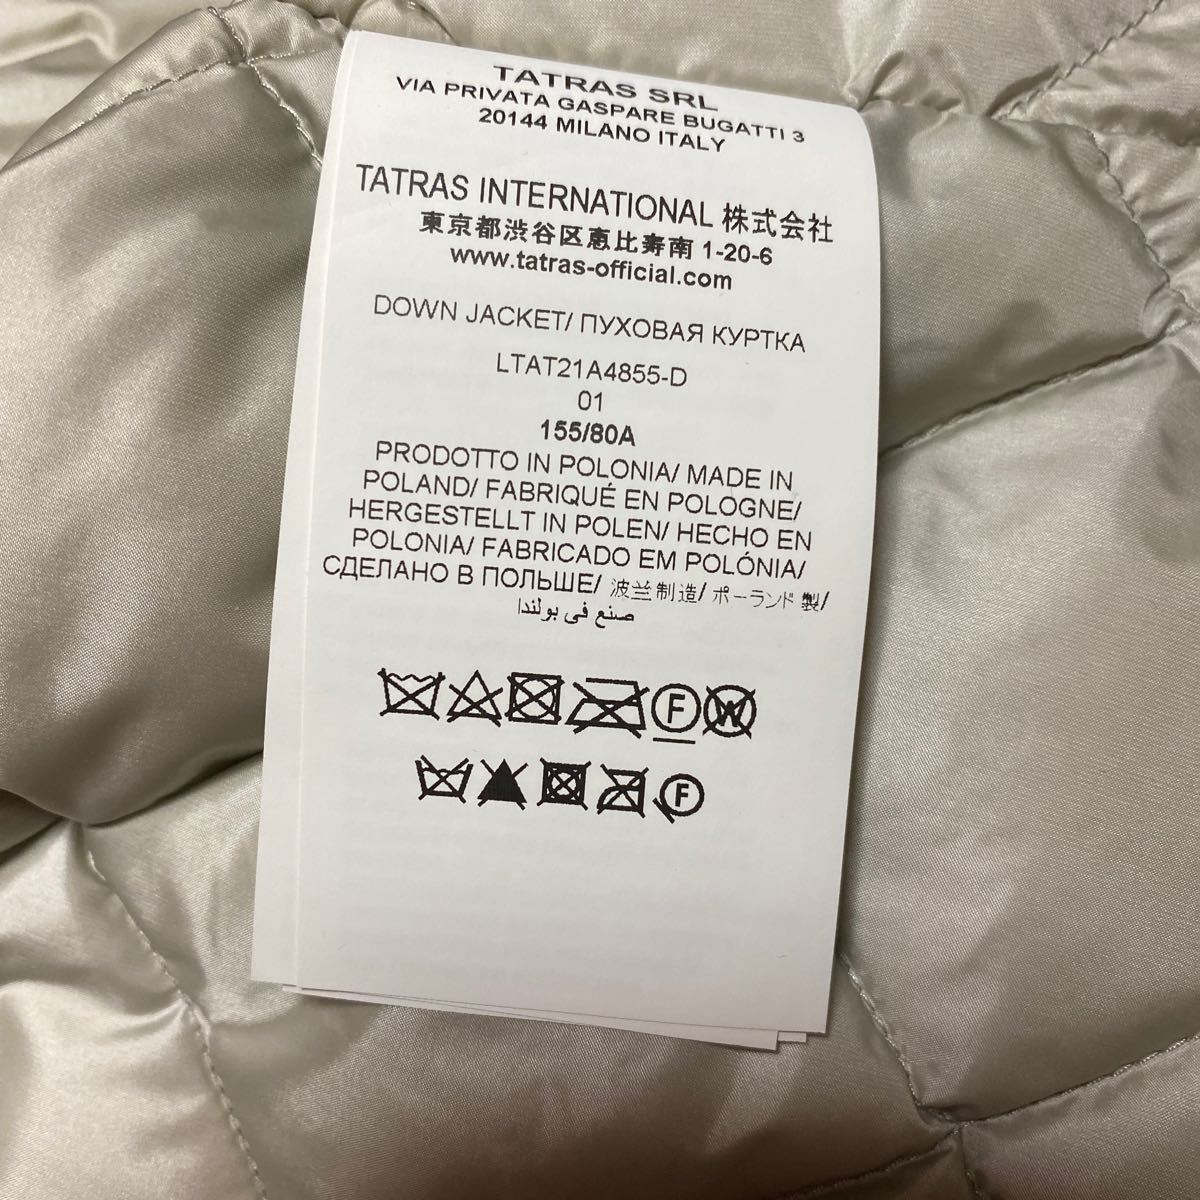 TATRAS SRL
VIA PRIVATA GASPARE BUGATTI 3
20144 MILANO ITALY
TATRAS INTERNATIONAL 株式会社
東京都渋谷区恵比寿南 1-20-6
www.tatras-official.com
DOWN JACKET/ ПУХОВАЯ КУРТКА
LTAT21A4855-D
01
155/80A
PRODOTTO IN POLONIA/ MADE IN
POLAND/ FABRIQUÉ EN POLOGNE/
HERGESTELLT IN POLEN/ HECHO EN
POLONIA/ FABRICADO EM POLÓNIA/
СДЕЛАНО В ПОЛЬШЕ/ 波兰制造/ ポーランド製/
صنع في بولندا
F W
F